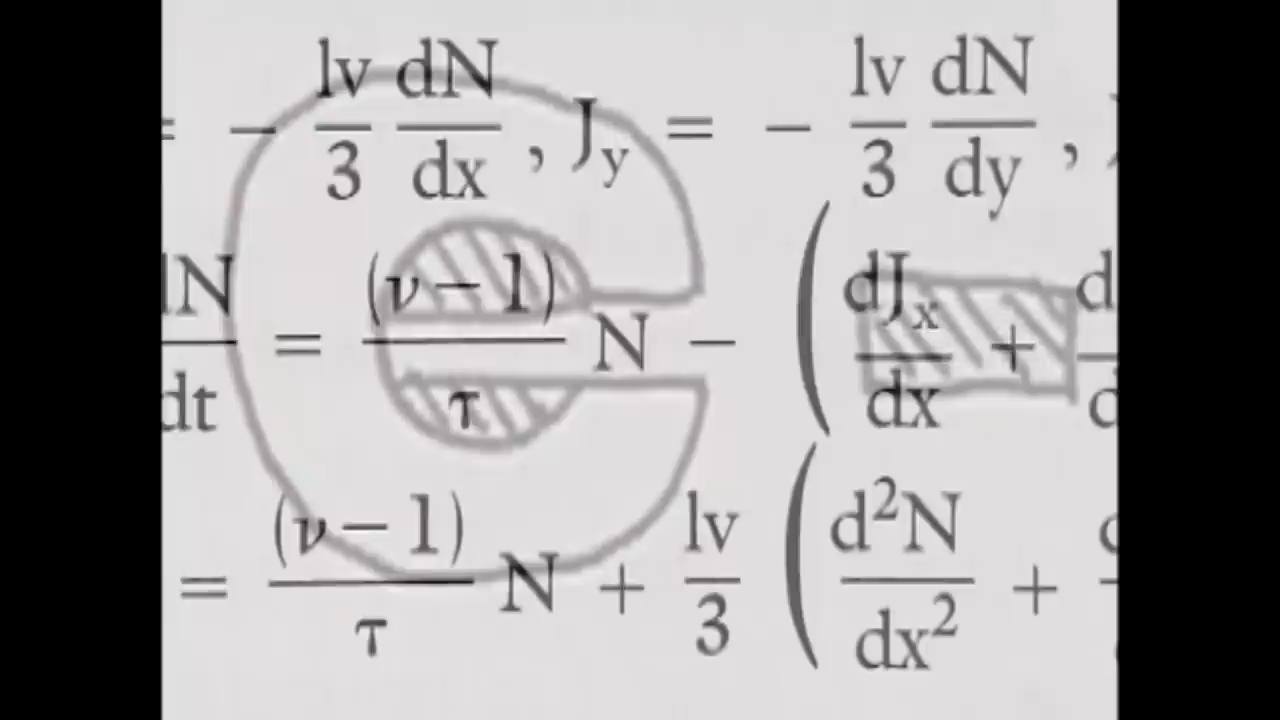 = − lv/3 dN/dx , J_y = − lv/3 dN/dy ,
dN/dt = (ν − 1)/τ N − ( dJ_x/dx + d
= (ν − 1)/τ N + lv/3 ( d²N/dx² +